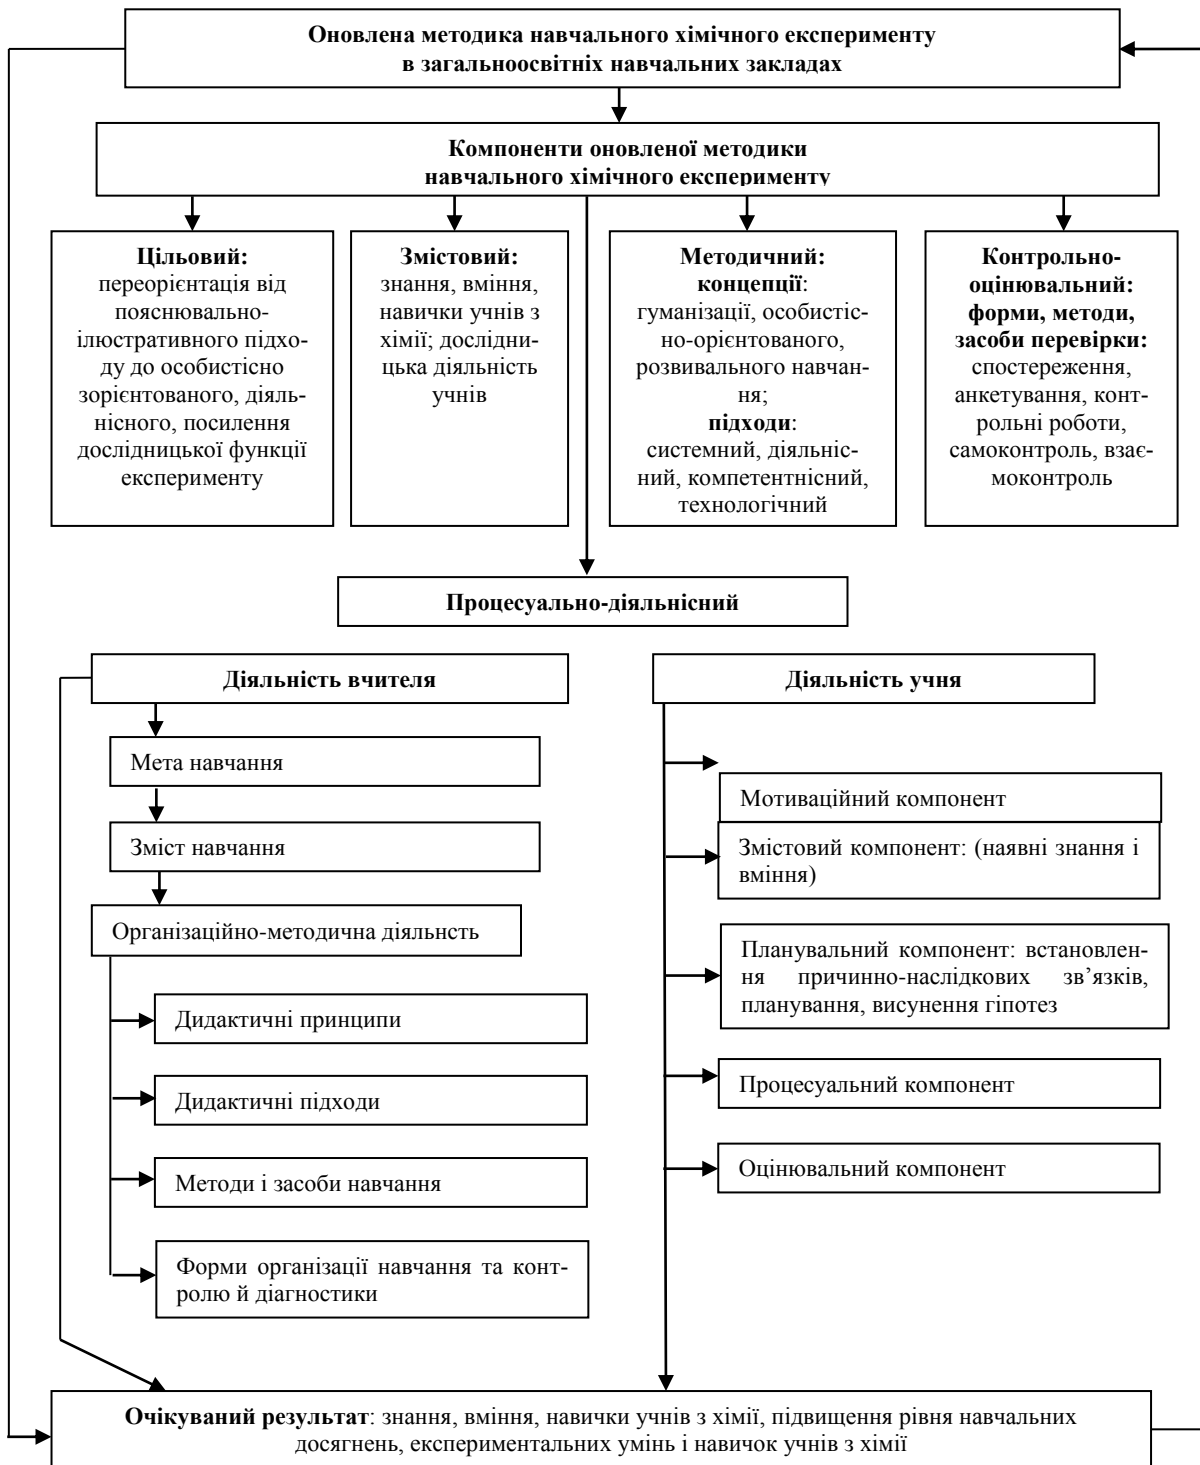 Оновлена методика навчального хімічного експерименту
в загальноосвітніх навчальних закладах
Компоненти оновленої методики
навчального хімічного експерименту
Цільовий:
переорієнтація від
пояснювально-
ілюстративного підхо-
ду до особистісно
зорієнтованого, діяль-
нісного, посилення
дослідницької функції
експерименту
Змістовий:
знання, вміння,
навички учнів з
хімії; дослідни-
цька діяльність
учнів
Методичний:
концепції:
гуманізації, особистіс-
но-орієнтованого,
розвивального навчан-
ня;
підходи:
системний, діяльніс-
ний, компетентнісний,
технологічний
Контрольно-
оцінювальний:
форми, методи,
засоби перевірки:
спостереження,
анкетування, конт-
рольні роботи,
самоконтроль, взає-
моконтроль
Процесуально-діяльнісний
Діяльність вчителя
Мета навчання
Зміст навчання
Організаційно-методична діяльнсть
Дидактичні принципи
Дидактичні підходи
Методи і засоби навчання
Форми організації навчання та конт-
ролю й діагностики
Діяльність учня
Мотиваційний компонент
Змістовий компонент: (наявні знання і
вміння)
Планувальний компонент: встановлен-
ня причинно-наслідкових зв’язків,
планування, висунення гіпотез
Процесуальний компонент
Оцінювальний компонент
Очікуваний результат: знання, вміння, навички учнів з хімії, підвищення рівня навчальних
досягнень, експериментальних умінь і навичок учнів з хімії